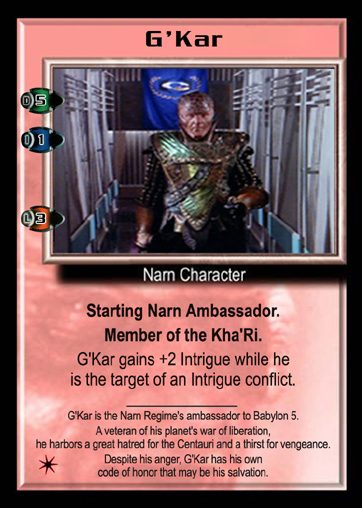 G'Kar
D 5
I 1
L 3
Narn Character
Starting Narn Ambassador.
Member of the Kha'Ri.
G'Kar gains +2 Intrigue while he
is the target of an Intrigue conflict.
G'Kar is the Narn Regime's ambassador to Babylon 5.
A veteran of his planet's war of liberation,
he harbors a great hatred for the Centauri and a thirst for vengeance.
Despite his anger, G'Kar has his own
code of honor that may be his salvation.